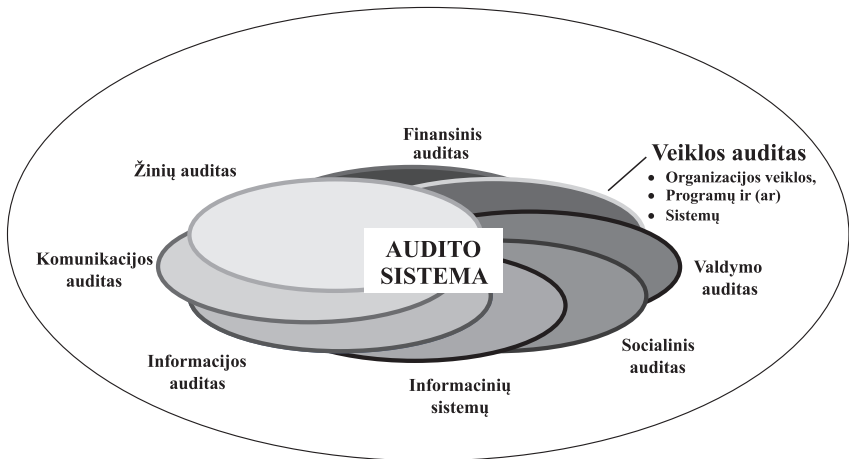 Finansinis
auditas
Žinių auditas
Veiklos auditas
• Organizacijos veiklos,
• Programų ir (ar)
• Sistemų
AUDITO
SISTEMA
Komunikacijos
auditas
Valdymo
auditas
Informacijos
auditas
Socialinis
auditas
Informacinių
sistemų